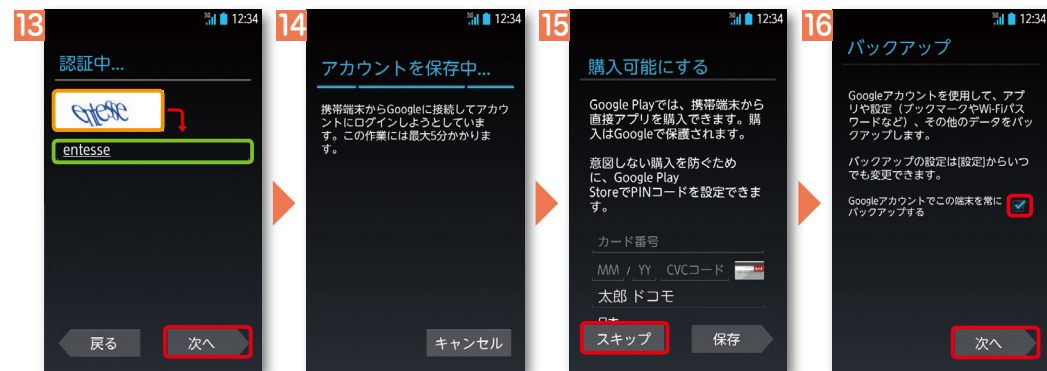 13
3G 12:34
認証中...
entesse
entesse
戻る
次へ
14
3G 12:34
アカウントを保存中...
携帯端末からGoogleに接続してアカウ
ントにログインしようとしていま
す。この作業には最大5分かかりま
す。
キャンセル
15
3G 12:34
購入可能にする
Google Playでは、携帯端末から
直接アプリを購入できます。購
入はGoogleで保護されます。
意図しない購入を防ぐため
に、Google Play
StoreでPINコードを設定できま
す。
カード番号
MM / YY CVCコード
太郎 ドコモ
日本
スキップ
保存
16
3G 12:34
バックアップ
Googleアカウントを使用して、アプ
リや設定（ブックマークやWi-Fiパス
ワードなど）、その他のデータをバッ
クアップします。
バックアップの設定は[設定]からいつ
でも変更できます。
Googleアカウントでこの端末を常に
バックアップする
次へ